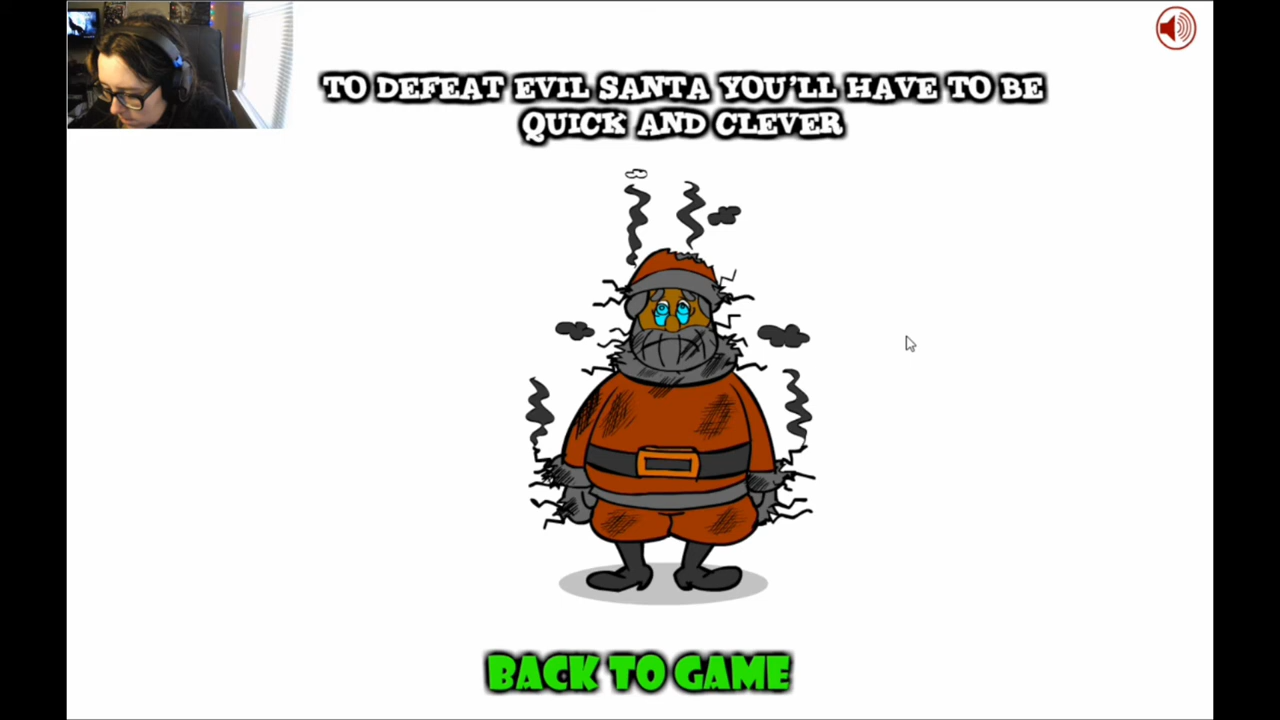 TO DEFEAT EVIL SANTA YOU'LL HAVE TO BE
QUICK AND CLEVER
BACK TO GAME